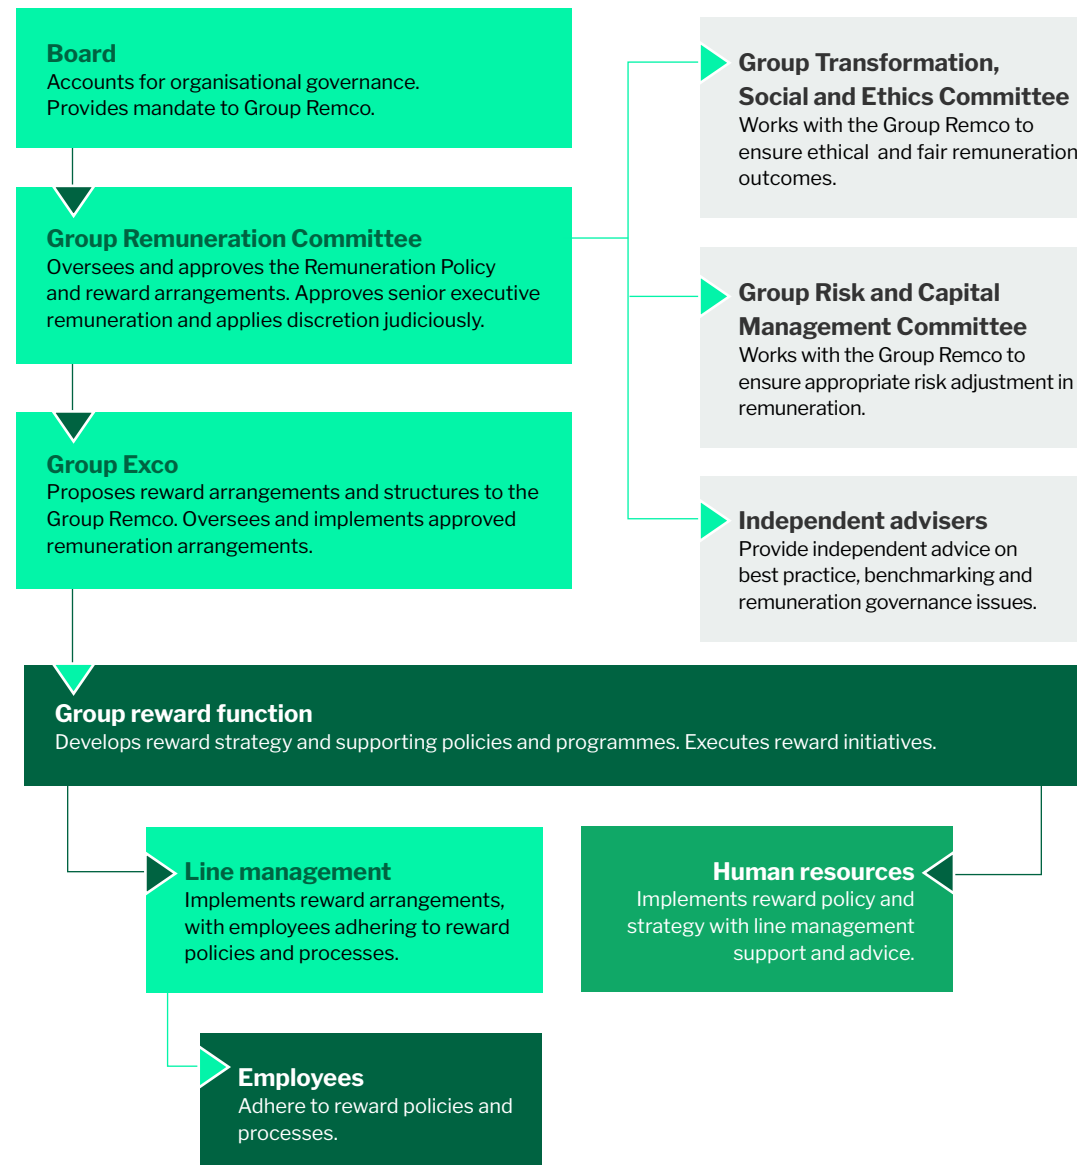 Board
Accounts for organisational governance.
Provides mandate to Group Remco.
Group Remuneration Committee
Oversees and approves the Remuneration Policy
and reward arrangements. Approves senior executive
remuneration and applies discretion judiciously.
Group Exco
Proposes reward arrangements and structures to the
Group Remco. Oversees and implements approved
remuneration arrangements.
Group Transformation,
Social and Ethics Committee
Works with the Group Remco to
ensure ethical and fair remuneration
outcomes.
Group Risk and Capital
Management Committee
Works with the Group Remco to
ensure appropriate risk adjustment in
remuneration.
Independent advisers
Provide independent advice on
best practice, benchmarking and
remuneration governance issues.
Group reward function
Develops reward strategy and supporting policies and programmes. Executes reward initiatives.
Line management
Implements reward arrangements,
with employees adhering to reward
policies and processes.
Human resources
Implements reward policy and
strategy with line management
support and advice.
Employees
Adhere to reward policies and
processes.